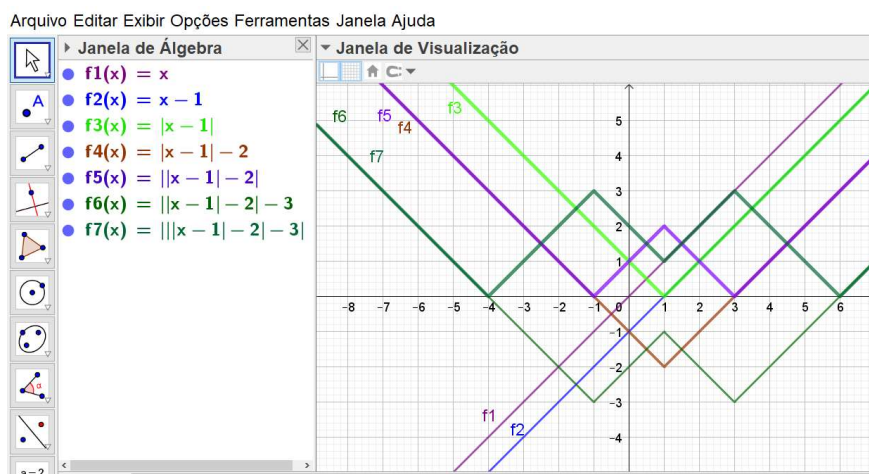 Arquivo Editar Exibir Opções Ferramentas Janela Ajuda
Janela de Álgebra
Janela de Visualização
f1(x) = x
f2(x) = x − 1
f3(x) = |x − 1|
f4(x) = |x − 1| − 2
f5(x) = ||x − 1| − 2|
f6(x) = ||x − 1| − 2| − 3
f7(x) = |||x − 1| − 2| − 3|
A
α
a = 2
f6
f5
f4
f3
f7
5
4
3
2
1
-8 -7 -6 -5 -4 -3 -2 -1 0 1 2 3 4 5 6
-1
-2
-3
-4
f1
f2